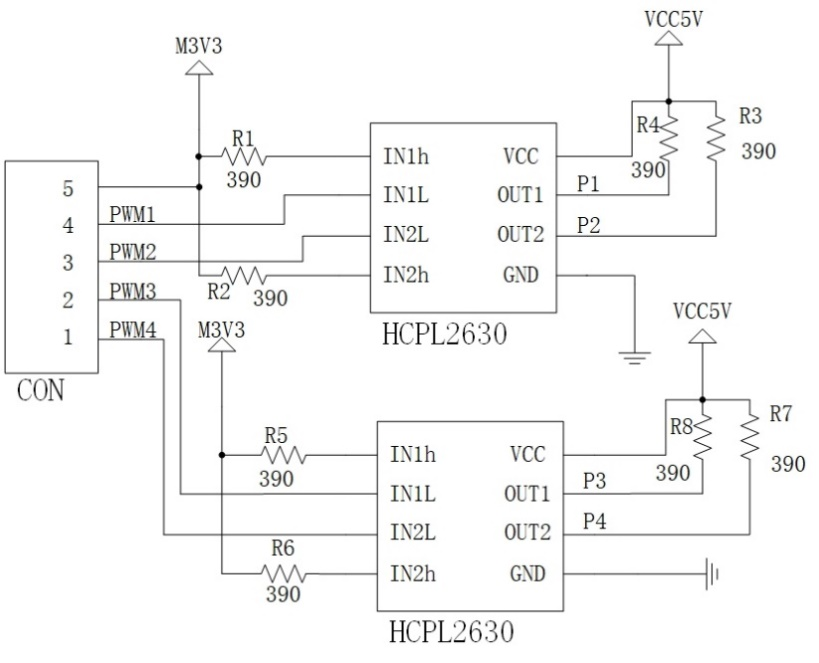 VCC5V
M3V3
R1
390
R4
390
R3
390
IN1h
VCC
5
IN1L
OUT1
P1
4
PWM1
IN2L
OUT2
P2
3
PWM2
IN2h
GND
R2
390
2
PWM3
1
PWM4
M3V3
HCPL2630
VCC5V
CON
R5
390
R8
390
R7
390
IN1h
VCC
IN1L
OUT1
P3
IN2L
OUT2
P4
R6
390
IN2h
GND
HCPL2630